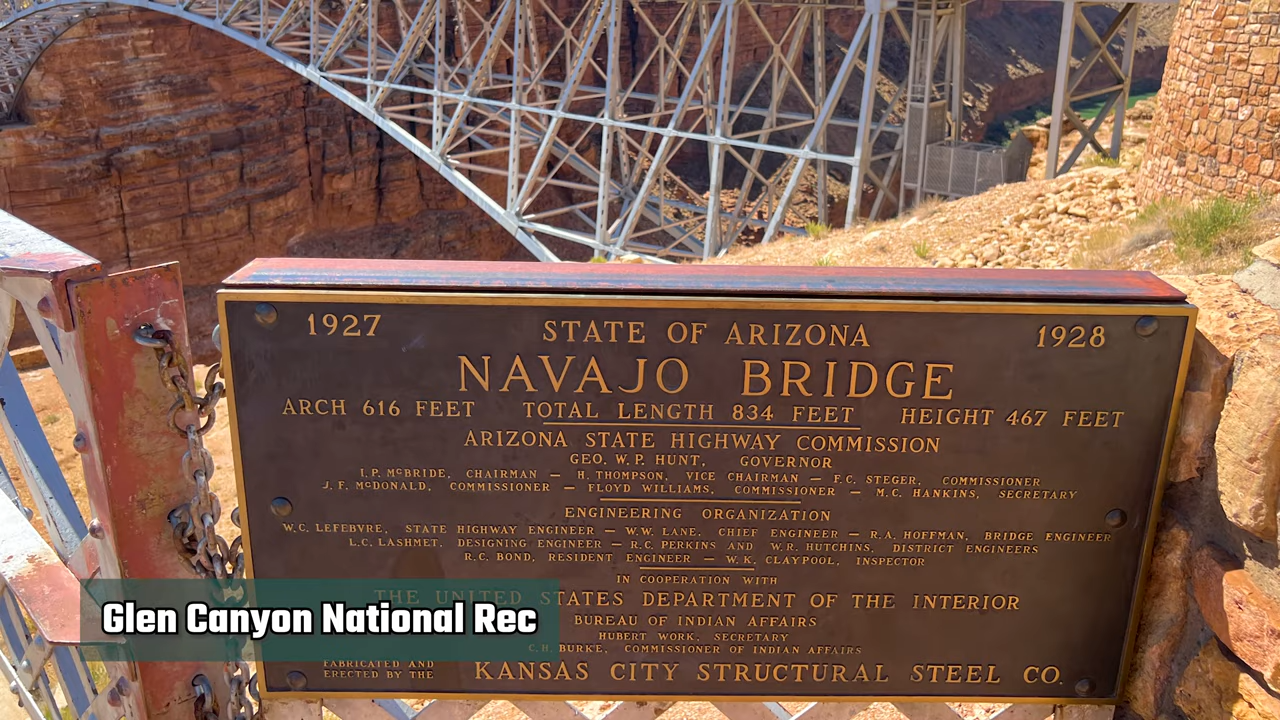 1927 STATE OF ARIZONA 1928
NAVAJO BRIDGE
ARCH 616 FEET TOTAL LENGTH 834 FEET HEIGHT 467 FEET
ARIZONA STATE HIGHWAY COMMISSION
GEO. W. P. HUNT, GOVERNOR
I. P. McBRIDE, CHAIRMAN — H. THOMPSON, VICE CHAIRMAN — F.C. STEGER, COMMISSIONER
J. F. McDONALD, COMMISSIONER — FLOYD WILLIAMS, COMMISSIONER — M.C. HANKINS, SECRETARY
ENGINEERING ORGANIZATION
W.C. LEFEBVRE, STATE HIGHWAY ENGINEER — W.W. LANE, CHIEF ENGINEER — R.A. HOFFMAN, BRIDGE ENGINEER
L.C. LASHMET, DESIGNING ENGINEER — R.C. PERKINS AND W.R. HUTCHINS, DISTRICT ENGINEERS
R.C. BOND, RESIDENT ENGINEER — W.K. CLAYPOOL, INSPECTOR
IN COOPERATION WITH
THE UNITED STATES DEPARTMENT OF THE INTERIOR
BUREAU OF INDIAN AFFAIRS
HUBERT WORK, SECRETARY
C.H. BURKE, COMMISSIONER OF INDIAN AFFAIRS
FABRICATED AND
ERECTED BY THE KANSAS CITY STRUCTURAL STEEL CO.
Glen Canyon National Rec